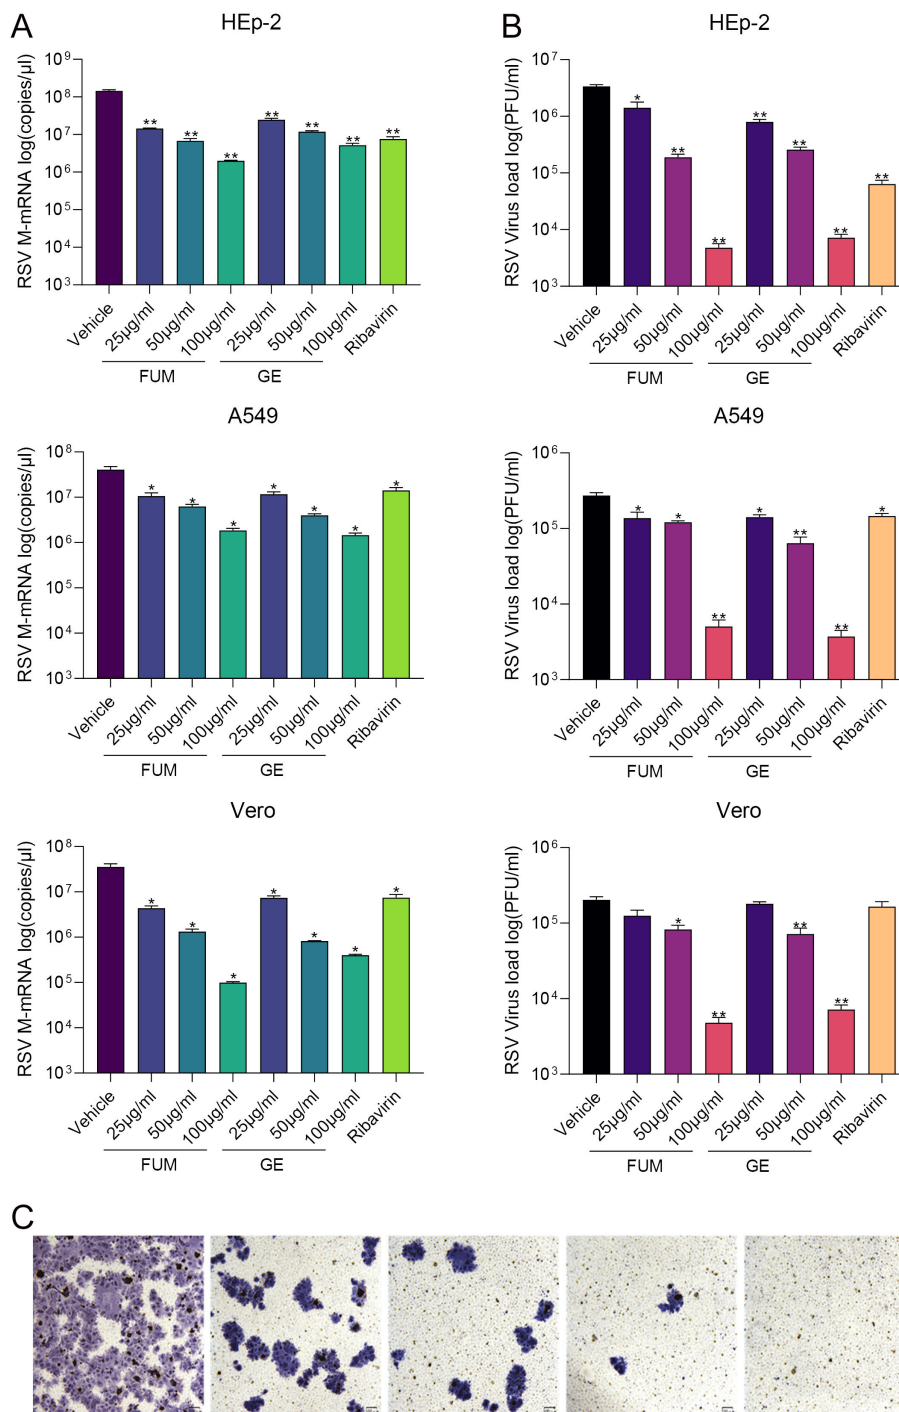 A
HEp-2
RSV M-mRNA log(copies/μl)
10⁹
10⁸
10⁷
10⁶
10⁵
10⁴
10³
** ** ** ** ** ** **
Vehicle
25μg/ml
50μg/ml
100μg/ml
25μg/ml
50μg/ml
100μg/ml
Ribavirin
FUM GE
B
HEp-2
RSV Virus load log(PFU/ml)
10⁷
10⁶
10⁵
10⁴
10³
* ** ** ** ** ** **
Vehicle
25μg/ml
50μg/ml
100μg/ml
25μg/ml
50μg/ml
100μg/ml
Ribavirin
FUM GE
A549
RSV M-mRNA log(copies/μl)
10⁸
10⁷
10⁶
10⁵
10⁴
10³
* * * * * * *
Vehicle
25μg/ml
50μg/ml
100μg/ml
25μg/ml
50μg/ml
100μg/ml
Ribavirin
FUM GE
A549
RSV Virus load log(PFU/ml)
10⁶
10⁵
10⁴
10³
* * ** * ** ** *
Vehicle
25μg/ml
50μg/ml
100μg/ml
25μg/ml
50μg/ml
100μg/ml
Ribavirin
FUM GE
Vero
RSV M-mRNA log(copies/μl)
10⁸
10⁷
10⁶
10⁵
10⁴
10³
* * * * * * *
Vehicle
25μg/ml
50μg/ml
100μg/ml
25μg/ml
50μg/ml
100μg/ml
Ribavirin
FUM GE
Vero
RSV Virus load log(PFU/ml)
10⁶
10⁵
10⁴
10³
* ** ** **
Vehicle
25μg/ml
50μg/ml
100μg/ml
25μg/ml
50μg/ml
100μg/ml
Ribavirin
FUM GE
C